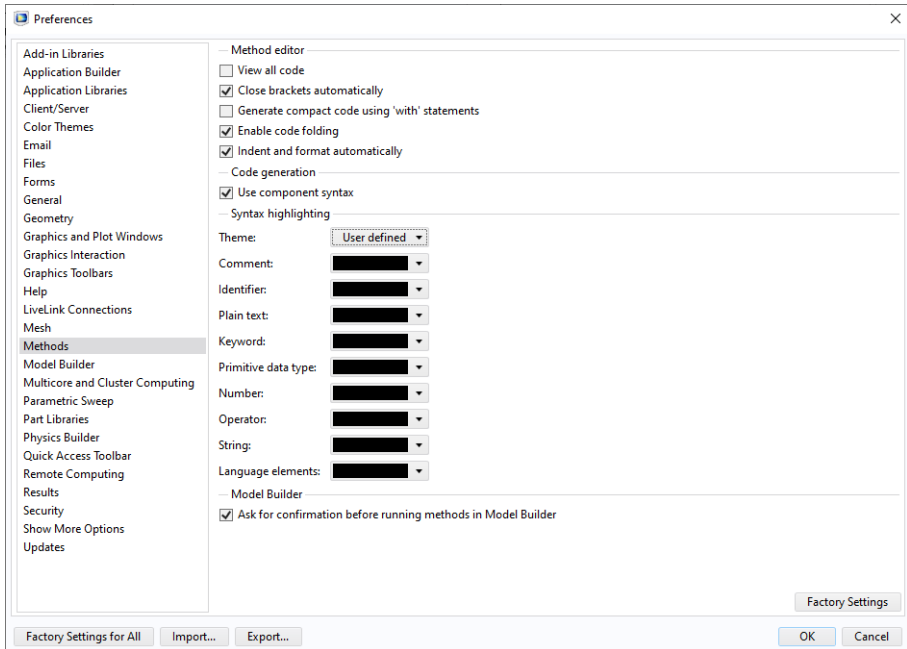 Preferences
Add-in Libraries
Application Builder
Application Libraries
Client/Server
Color Themes
Email
Files
Forms
General
Geometry
Graphics and Plot Windows
Graphics Interaction
Graphics Toolbars
Help
LiveLink Connections
Mesh
Methods
Model Builder
Multicore and Cluster Computing
Parametric Sweep
Part Libraries
Physics Builder
Quick Access Toolbar
Remote Computing
Results
Security
Show More Options
Updates
Method editor
View all code
Close brackets automatically
Generate compact code using 'with' statements
Enable code folding
Indent and format automatically
Code generation
Use component syntax
Syntax highlighting
Theme: User defined
Comment:
Identifier:
Plain text:
Keyword:
Primitive data type:
Number:
Operator:
String:
Language elements:
Model Builder
Ask for confirmation before running methods in Model Builder
Factory Settings
Factory Settings for All Import... Export... OK Cancel